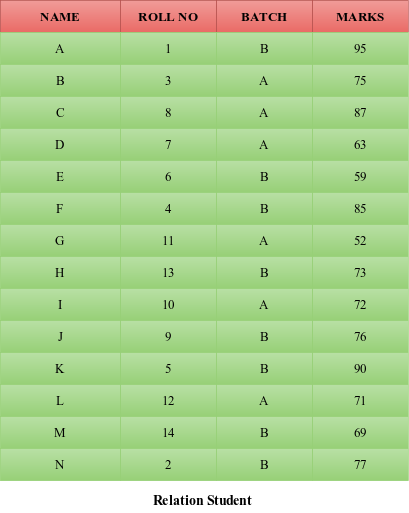 NAME ROLL NO BATCH MARKS
A 1 B 95
B 3 A 75
C 8 A 87
D 7 A 63
E 6 B 59
F 4 B 85
G 11 A 52
H 13 B 73
I 10 A 72
J 9 B 76
K 5 B 90
L 12 A 71
M 14 B 69
N 2 B 77
Relation Student